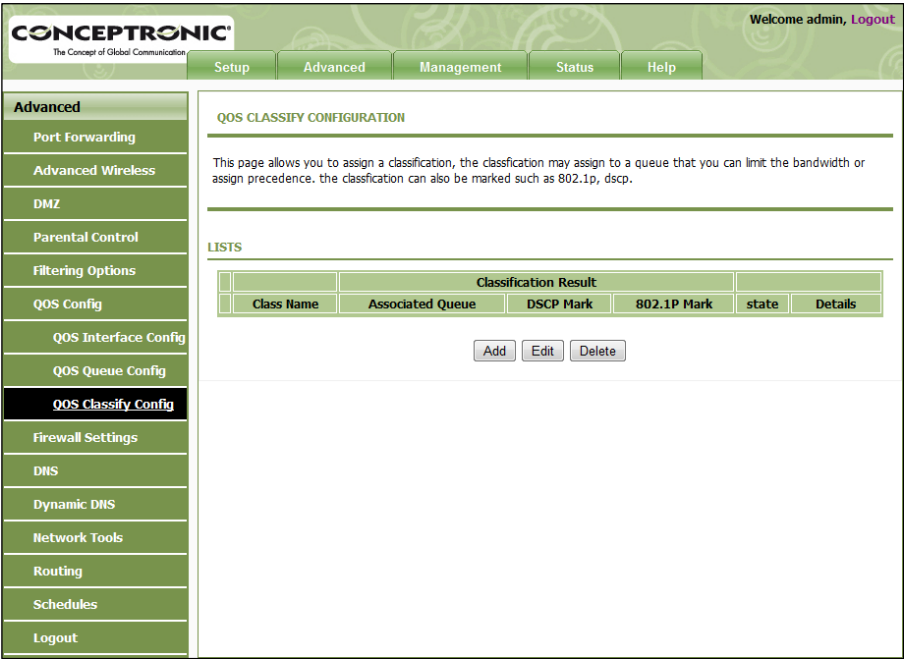 CONCEPTRONIC®
The Concept of Global Communication
Welcome admin, Logout
Setup Advanced Management Status Help
Advanced
Port Forwarding
Advanced Wireless
DMZ
Parental Control
Filtering Options
QOS Config
QOS Interface Config
QOS Queue Config
QOS Classify Config
Firewall Settings
DNS
Dynamic DNS
Network Tools
Routing
Schedules
Logout
QOS CLASSIFY CONFIGURATION
This page allows you to assign a classification, the classfication may assign to a queue that you can limit the bandwidth or
assign precedence. the classfication can also be marked such as 802.1p, dscp.
LISTS
Classification Result
Class Name Associated Queue DSCP Mark 802.1P Mark state Details
Add Edit Delete